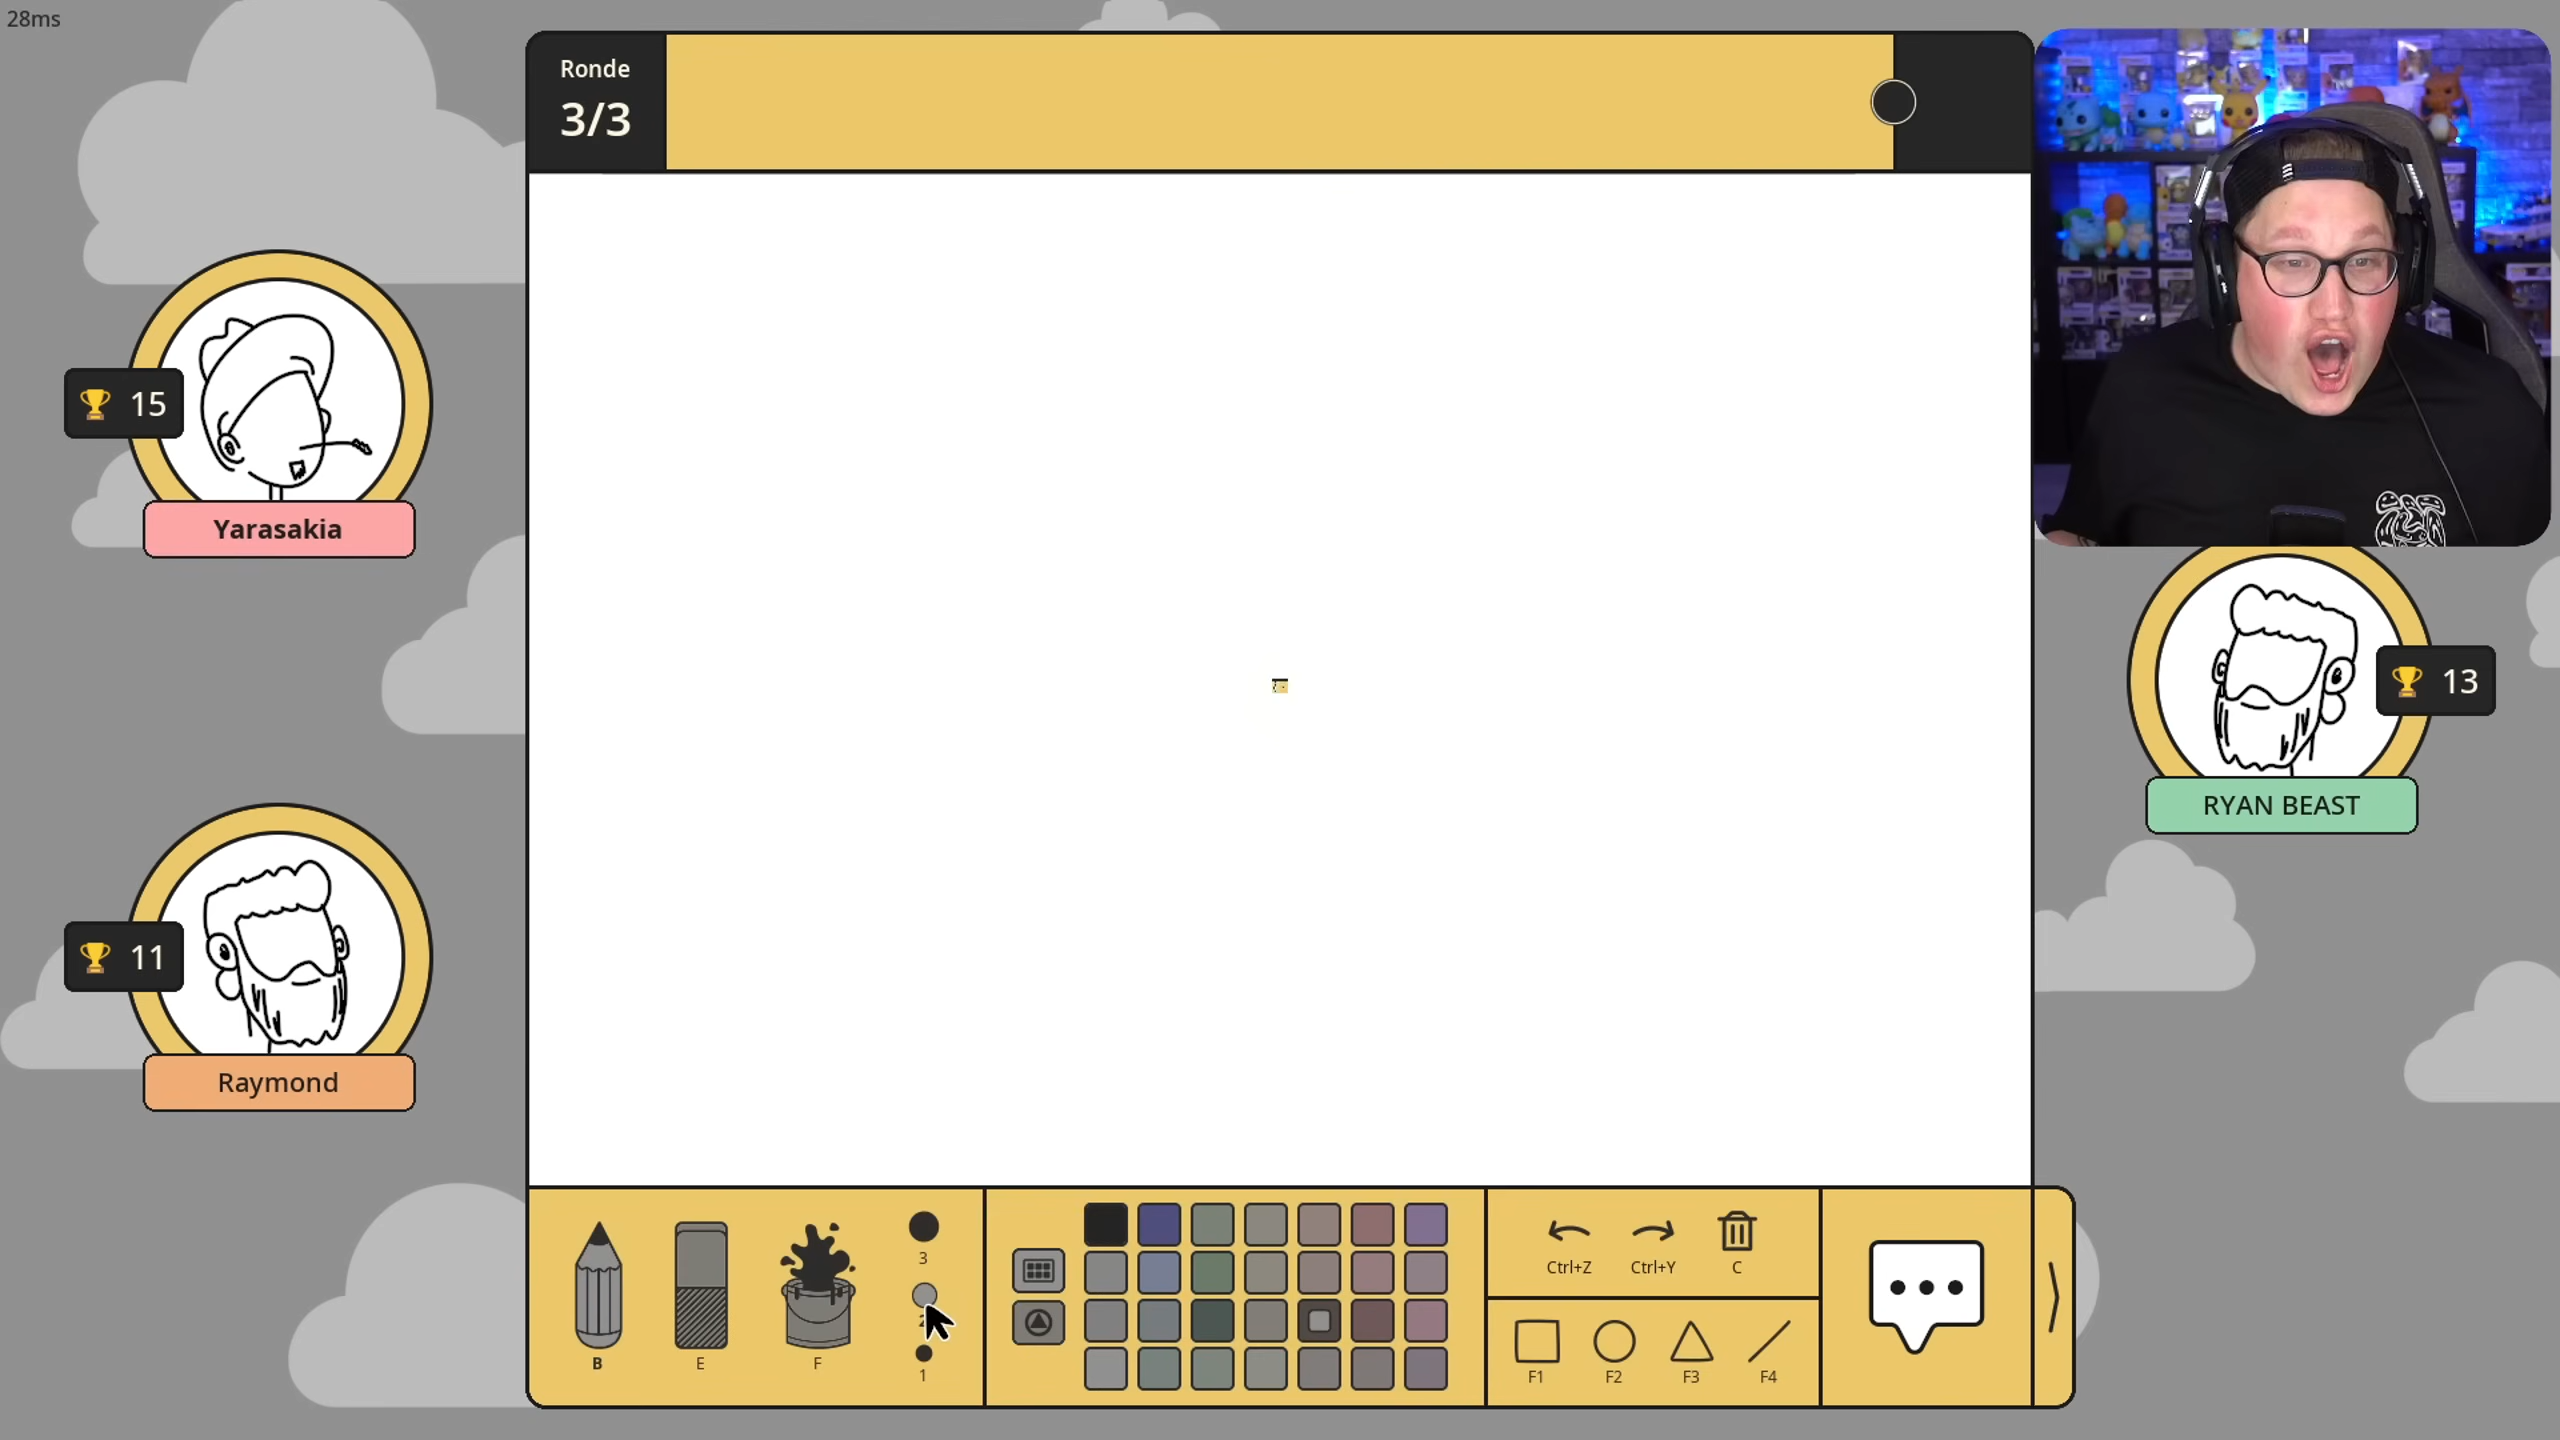 28ms
Ronde
3/3
15
Yarasakia
11
Raymond
13
RYAN BEAST
B
E
F
3
1
Ctrl+Z
Ctrl+Y
C
F1
F2
F3
F4